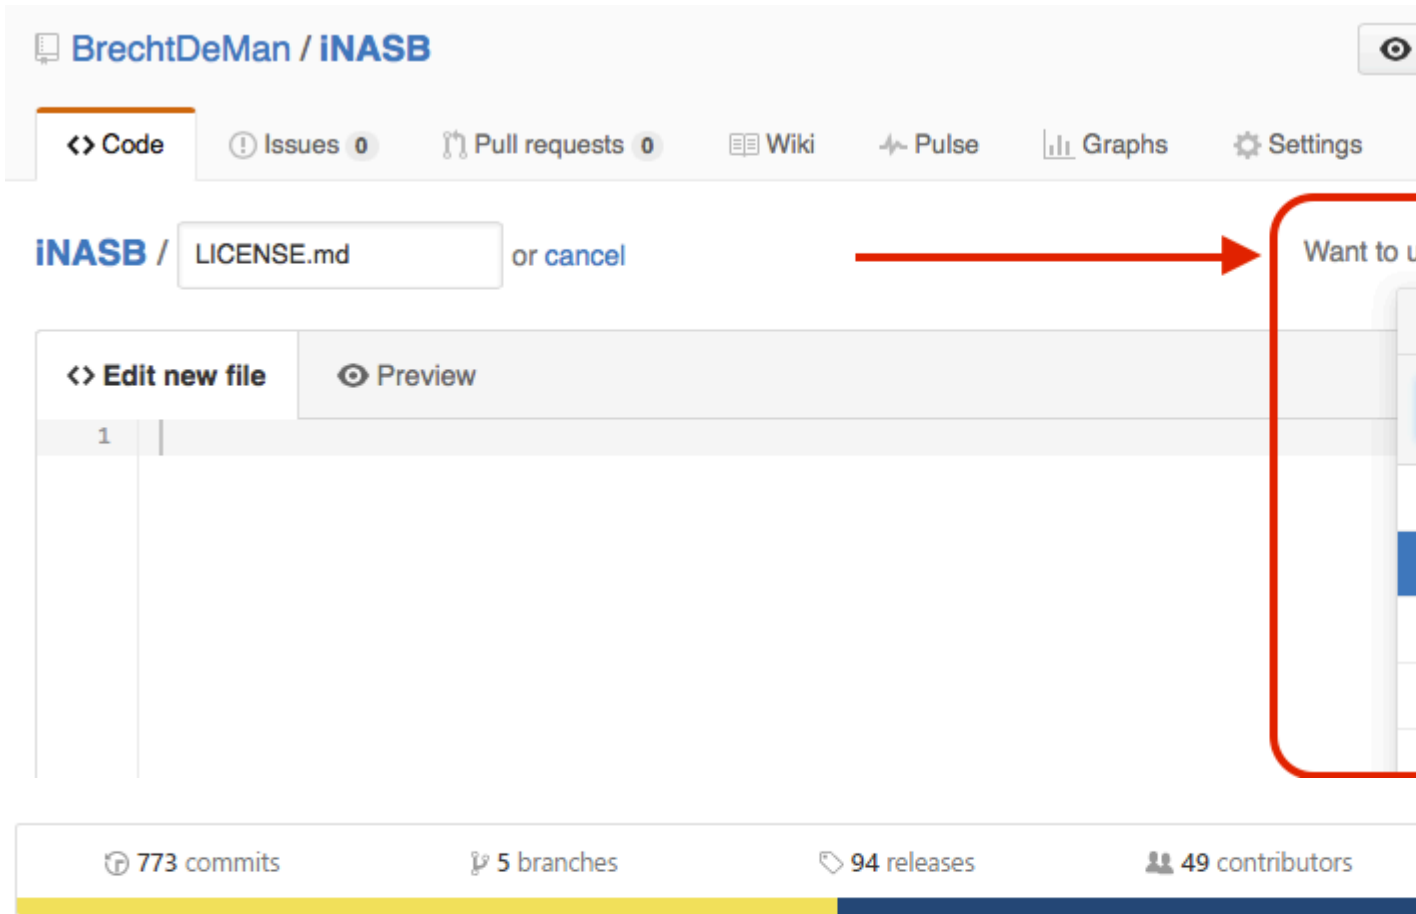 BrechtDeMan / iNASB
<> Code Issues 0 Pull requests 0 Wiki Pulse Graphs Settings
iNASB / LICENSE.md or cancel Want to
<> Edit new file Preview
1
773 commits 5 branches 94 releases 49 contributors